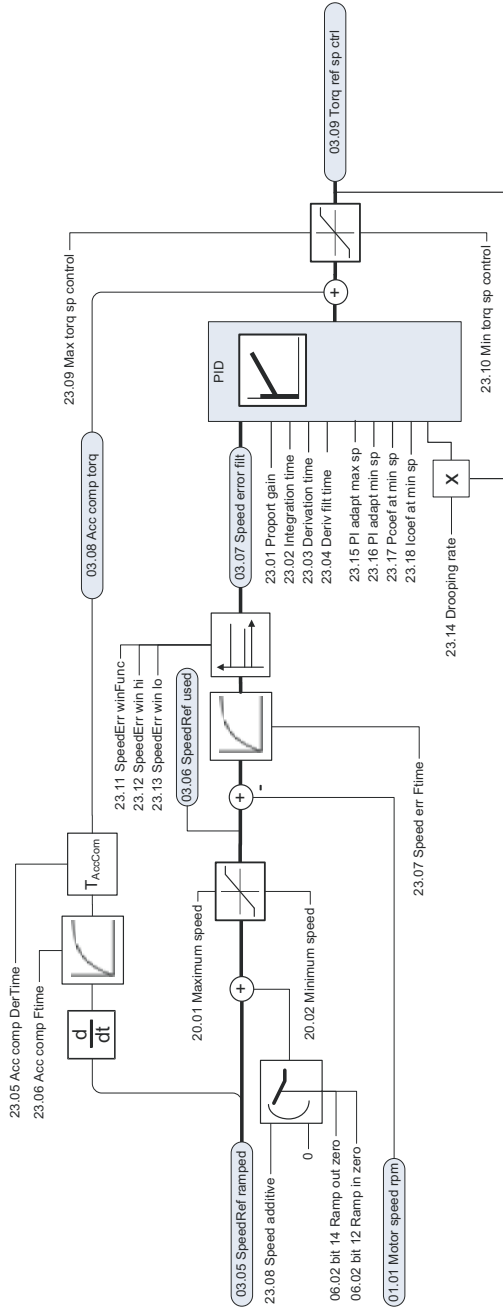 23.05 Acc comp DerTime
23.06 Acc comp Ftime
d
dt
TAccCom
03.08 Acc comp torq
23.09 Max torq sp control
03.05 SpeedRef ramped
23.08 Speed additive
0
06.02 bit 14 Ramp out zero
06.02 bit 12 Ramp in zero
01.01 Motor speed rpm
+
20.01 Maximum speed
20.02 Minimum speed
03.06 SpeedRef used
+
-
23.11 SpeedErr winFunc
23.12 SpeedErr win hi
23.13 SpeedErr win lo
23.07 Speed err Ftime
03.07 Speed error filt
23.01 Proport gain
23.02 Integration time
23.03 Derivation time
23.04 Deriv filt time
23.15 PI adapt max sp
23.16 PI adapt min sp
23.17 Pcoef at min sp
23.18 Icoef at min sp
23.14 Drooping rate
X
PID
+
23.10 Min torq sp control
03.09 Torq ref sp ctrl